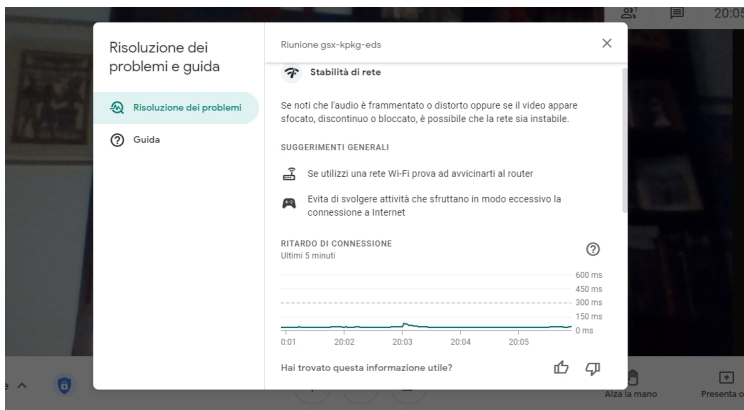 20:05
Risoluzione dei
problemi e guida
Risoluzione dei problemi
Guida
Riunione gsx-kpkg-eds
Stabilità di rete
Se noti che l'audio è frammentato o distorto oppure se il video appare
sfocato, discontinuo o bloccato, è possibile che la rete sia instabile.
SUGGERIMENTI GENERALI
Se utilizzi una rete Wi-Fi prova ad avvicinarti al router
Evita di svolgere attività che sfruttano in modo eccessivo la
connessione a Internet
RITARDO DI CONNESSIONE
Ultimi 5 minuti
600 ms
450 ms
300 ms
150 ms
0 ms
0:01 20:02 20:03 20:04 20:05
Hai trovato questa informazione utile?
Alza la mano
Presenta o